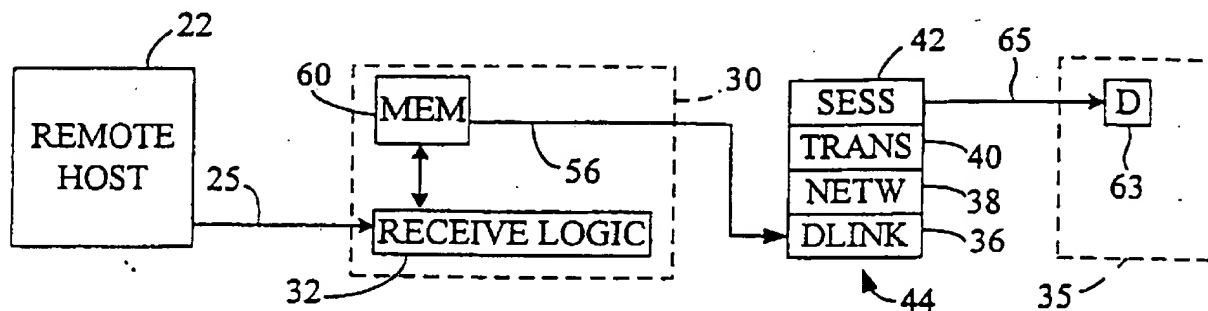 22
REMOTE
HOST
25
60
MEM
30
56
RECEIVE LOGIC
32
42
65
SESS
TRANS
40
NETW
38
DLINK
36
44
D
63
35